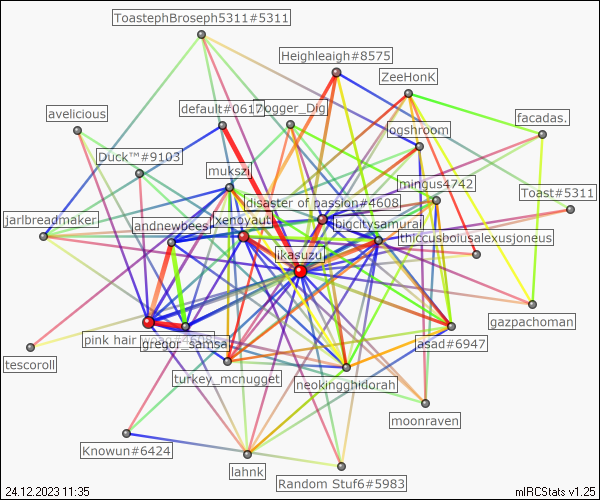 ToastephBroseph5311#5311
Heighleaigh#8575
ZeeHonK
avelicious
default#0617
ogger_Dig
facadas.
ogshroom
Duck™#9103
mukszi
mingus4742
Toast#5311
disaster of passion#4608
jarlbreadmaker
andnewbees
xenoyaut
bigcitysamurai
thiccusbolusalexusjoneus
ikasuzu
gazpachoman
pink hair
gregor_samsa
asad#6947
tescoroll
turkey_mcnugget
neokingghidorah
moonraven
Knowun#6424
lahnk
Random Stuf6#5983
24.12.2023 11:35
mIRCStats v1.25